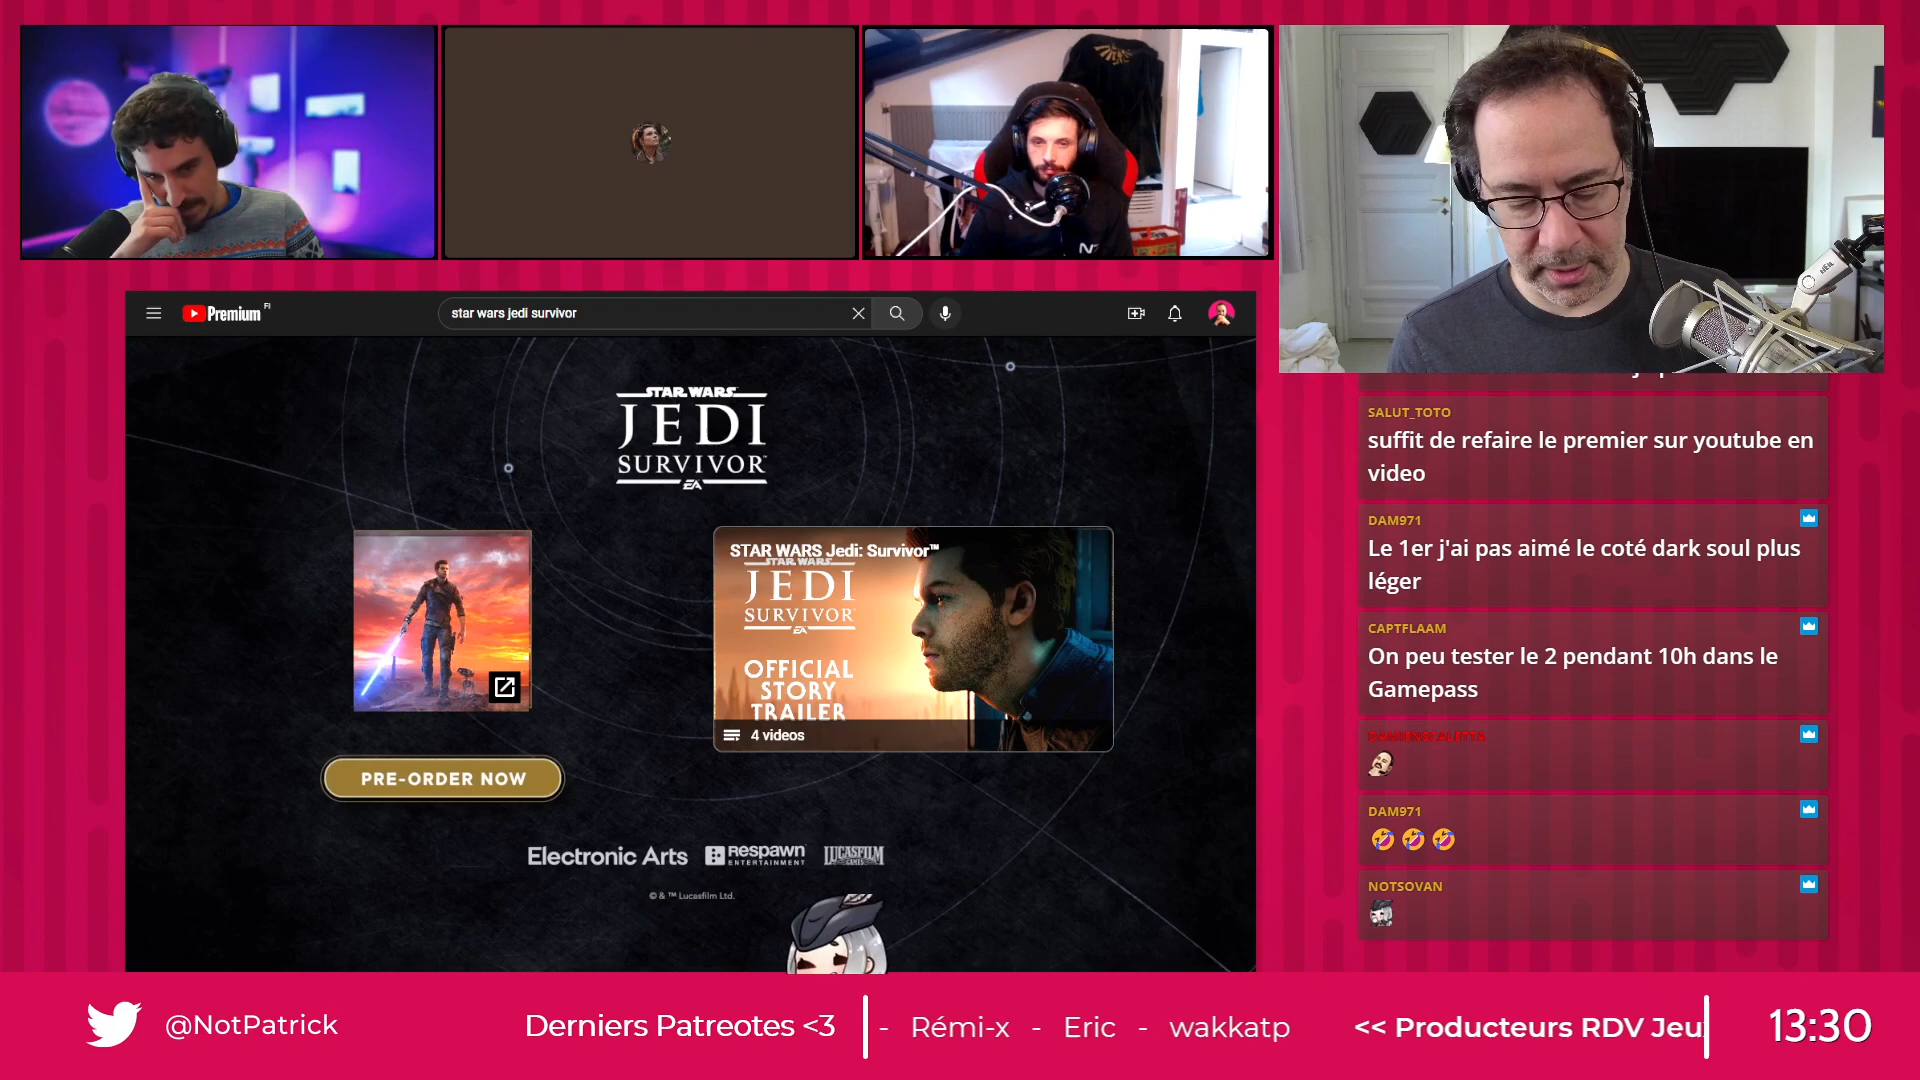 Premium FI
star wars jedi survivor
STAR WARS
JEDI
SURVIVOR
EA
STAR WARS Jedi: Survivor™
STAR WARS
JEDI
SURVIVOR
EA
OFFICIAL
STORY
TRAILER
4 videos
PRE-ORDER NOW
Electronic Arts
Respawn
ENTERTAINMENT
LUCASFILM
GAMES
© & ™ Lucasfilm Ltd.
SALUT_TOTO
suffit de refaire le premier sur youtube en
video
DAM971
Le 1er j'ai pas aimé le coté dark soul plus
léger
CAPTFLAAM
On peu tester le 2 pendant 10h dans le
Gamepass
DAM971
NOTSOVAN
@NotPatrick
Derniers Patreotes <3
- Rémi-x - Eric - wakkatp
<< Producteurs RDV Jeu
13:30